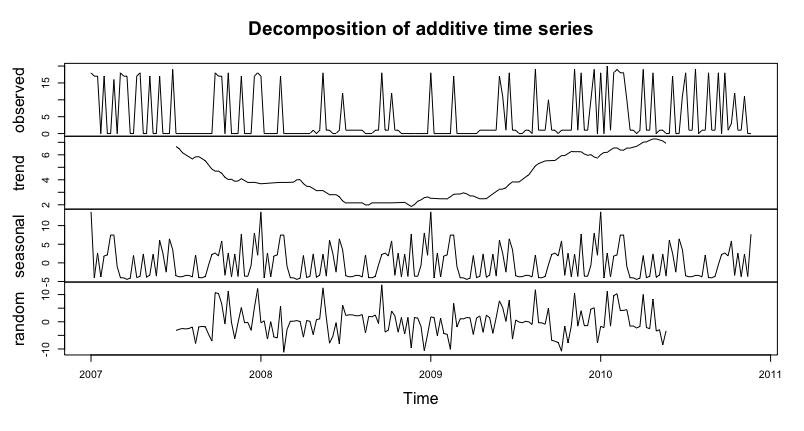 Decomposition of additive time series
observed
0 5 15
trend
2 4 6
seasonal
-5 0 5 10
random
-10 0 10
2007 2008 2009 2010 2011
Time